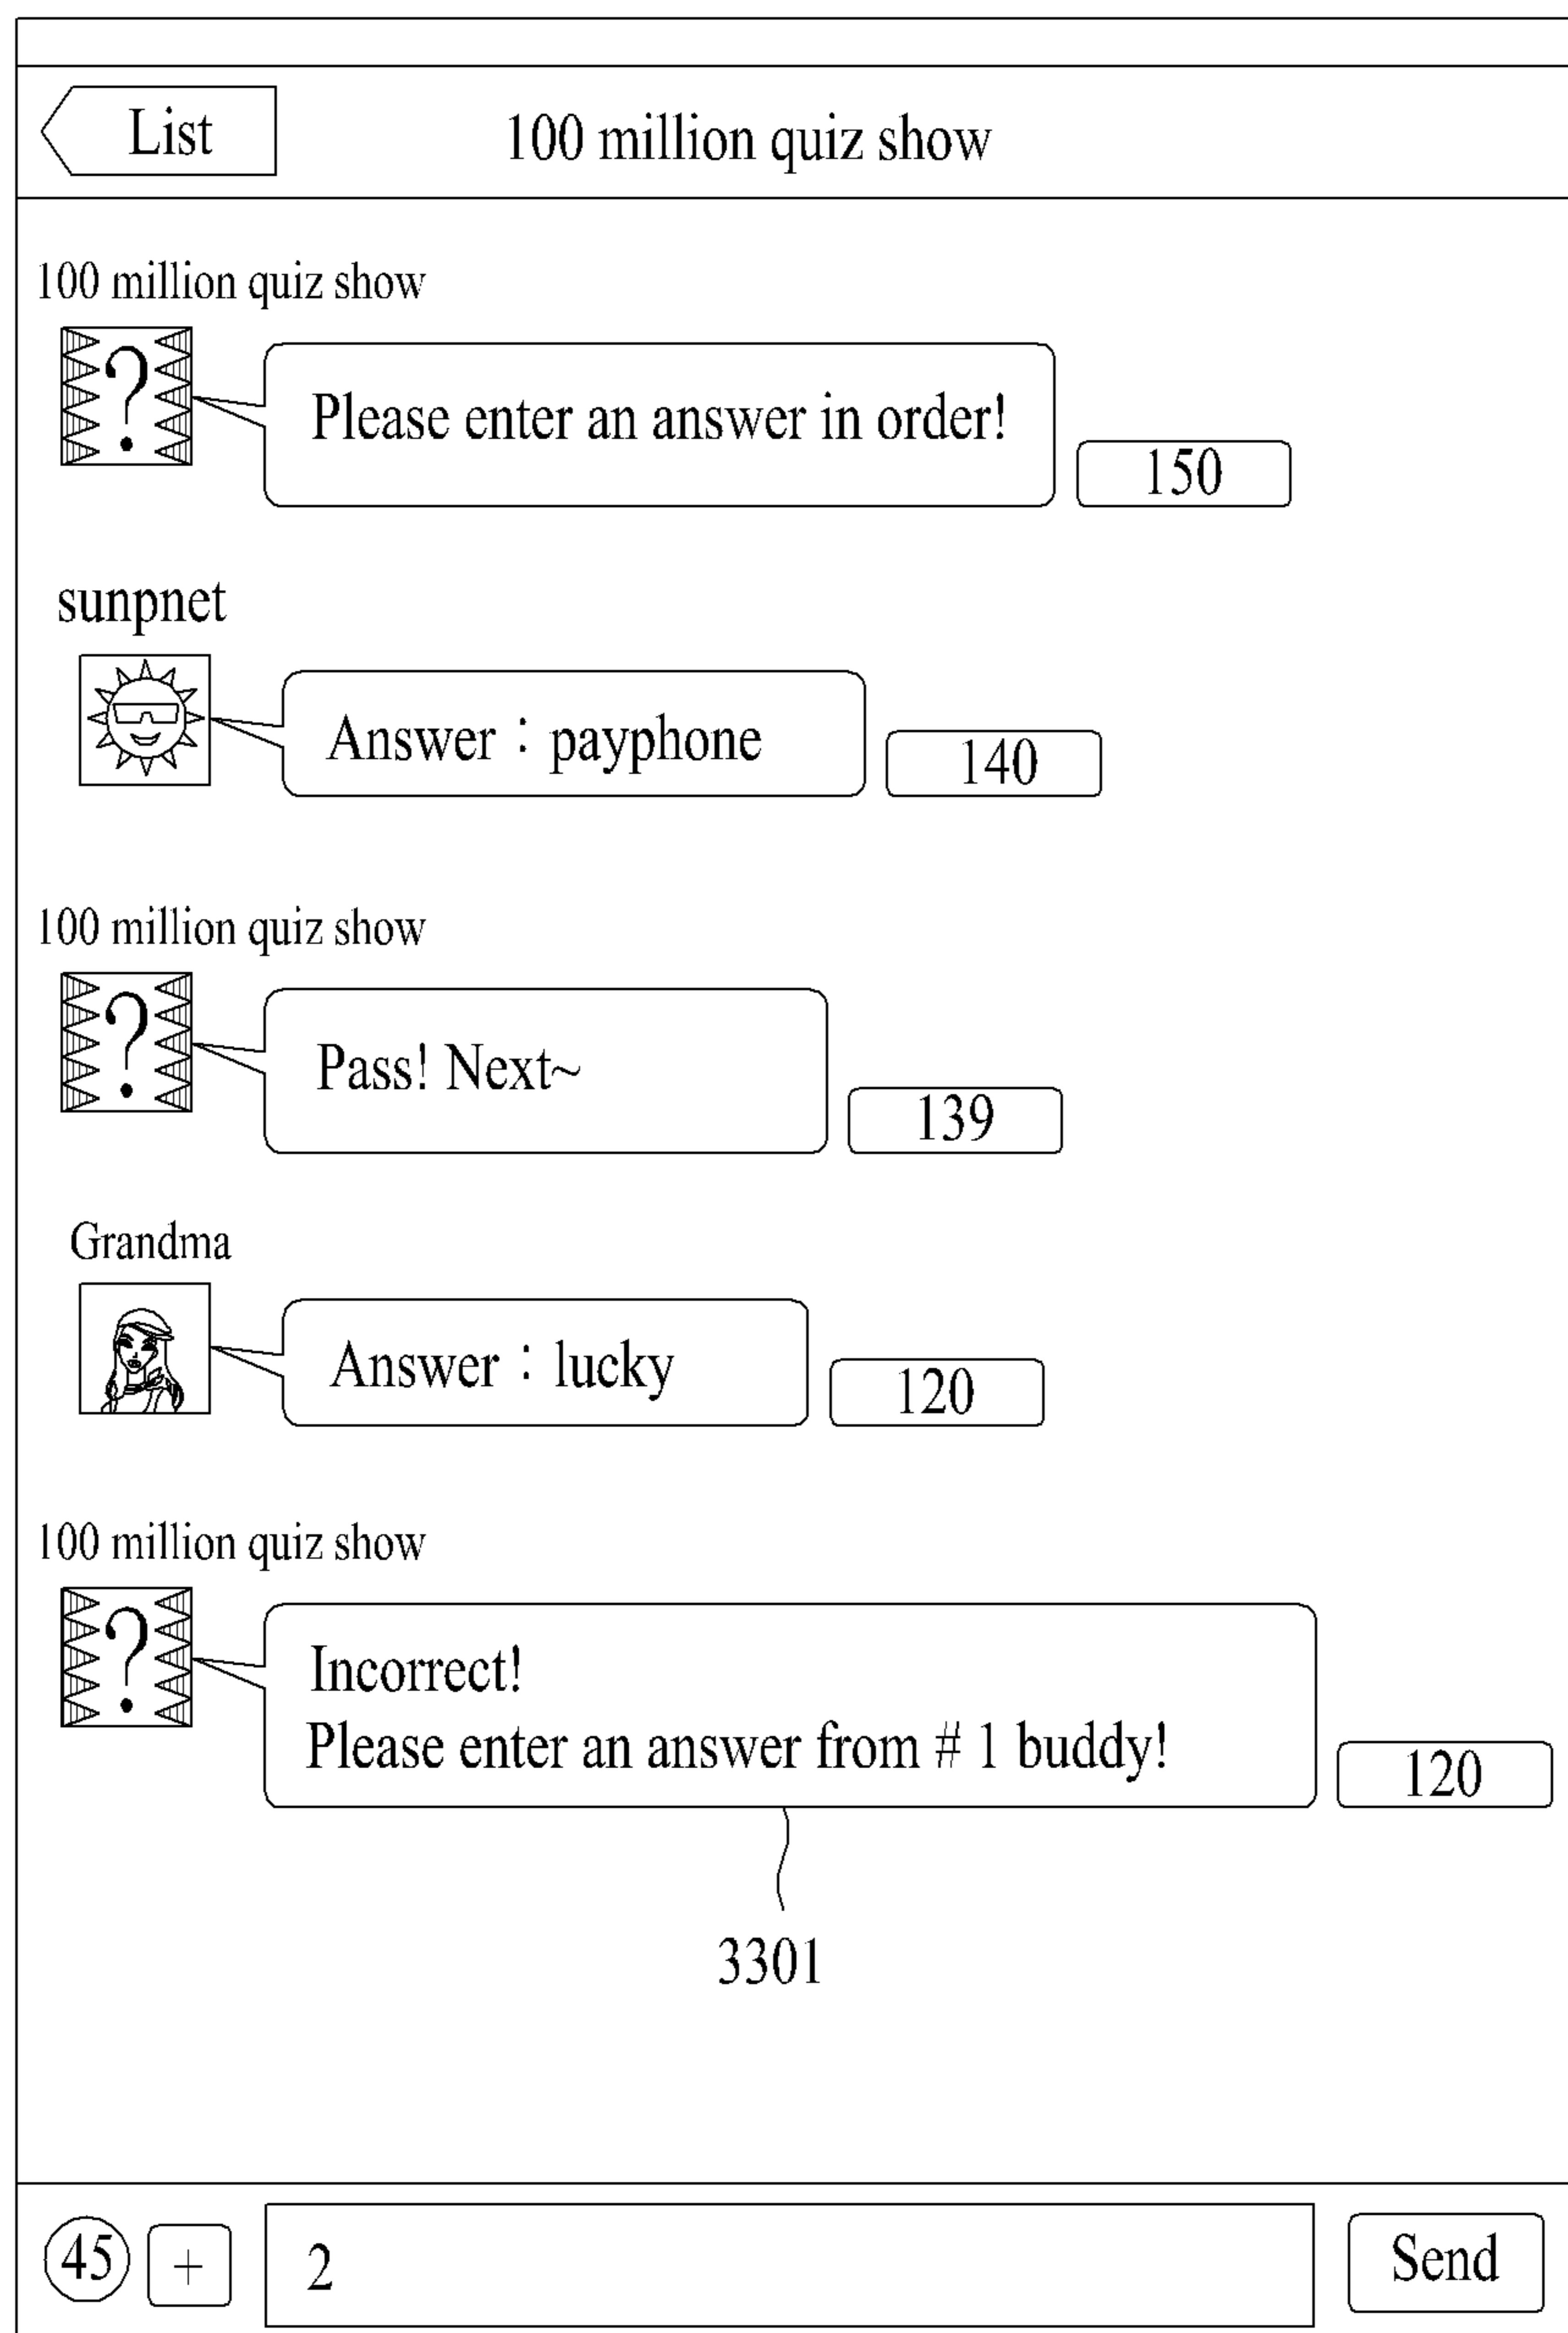 List
100 million quiz show
100 million quiz show
?
Please enter an answer in order!
150
sunpnet
Answer : payphone
140
100 million quiz show
?
Pass! Next~
139
Grandma
Answer : lucky
120
100 million quiz show
?
Incorrect!
Please enter an answer from # 1 buddy!
120
3301
45 + 2 Send